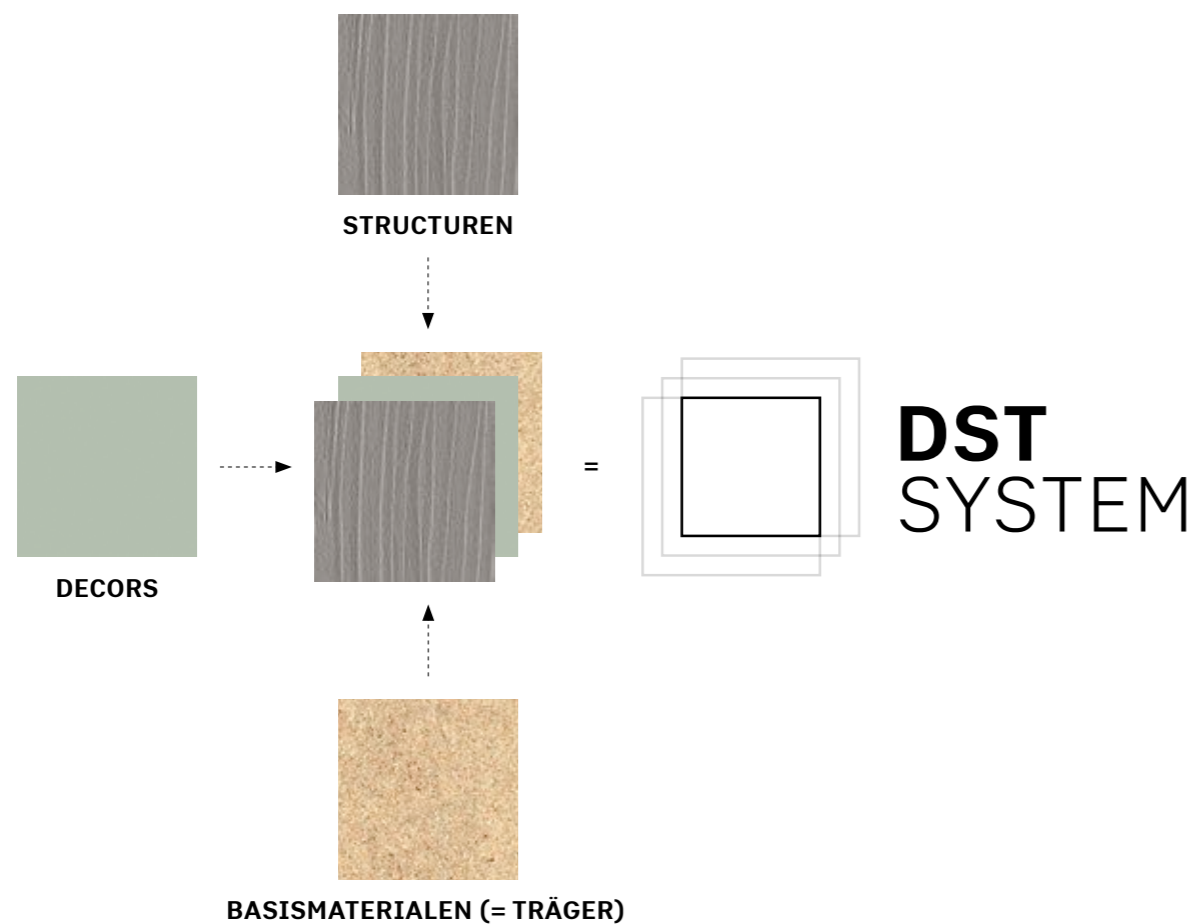 STRUCTUREN
DECORS
=
DST
SYSTEM
BASISMATERIALEN (= TRÄGER)